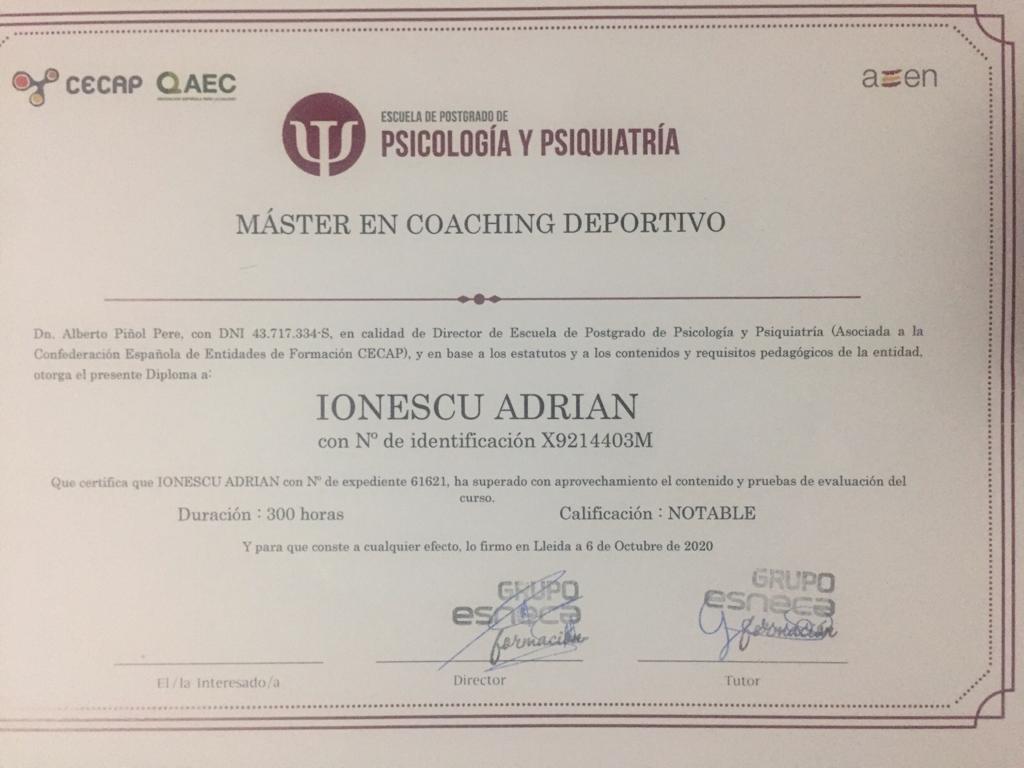 CECAP
QAEC
aeen
ESCUELA DE POSTGRADO DE
PSICOLOGÍA Y PSIQUIATRÍA
MÁSTER EN COACHING DEPORTIVO
Dn. Alberto Piñol Pere, con DNI 43.717.334-S, en calidad de Director de Escuela de Postgrado de Psicología y Psiquiatría (Asociada a la
Confederación Española de Entidades de Formación CECAP), y en base a los estatutos y a los contenidos y requisitos pedagógicos de la entidad,
otorga el presente Diploma a:
IONESCU ADRIAN
con Nº de identificación X9214403M
Que certifica que IONESCU ADRIAN con Nº de expediente 61621, ha superado con aprovechamiento el contenido y pruebas de evaluación del
curso.
Duración : 300 horas
Calificación : NOTABLE
Y para que conste a cualquier efecto, lo firmo en Lleida a 6 de Octubre de 2020
GRUPO
esneca
formación
GRUPO
esneca
formación
El/la Interesado/a
Director
Tutor